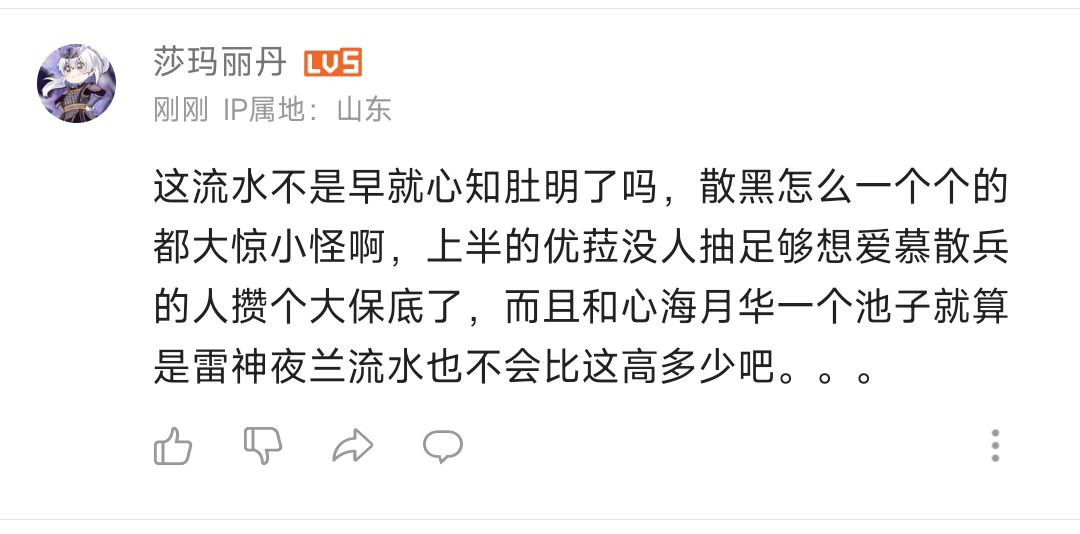 莎玛丽丹 LV5
刚刚 IP属地：山东
这流水不是早就心知肚明了吗，散黑怎么一个个的
都大惊小怪啊，上半的优菈没人抽足够想爱慕散兵
的人攒个大保底了，而且和心海月华一个池子就算
是雷神夜兰流水也不会比这高多少吧。。。